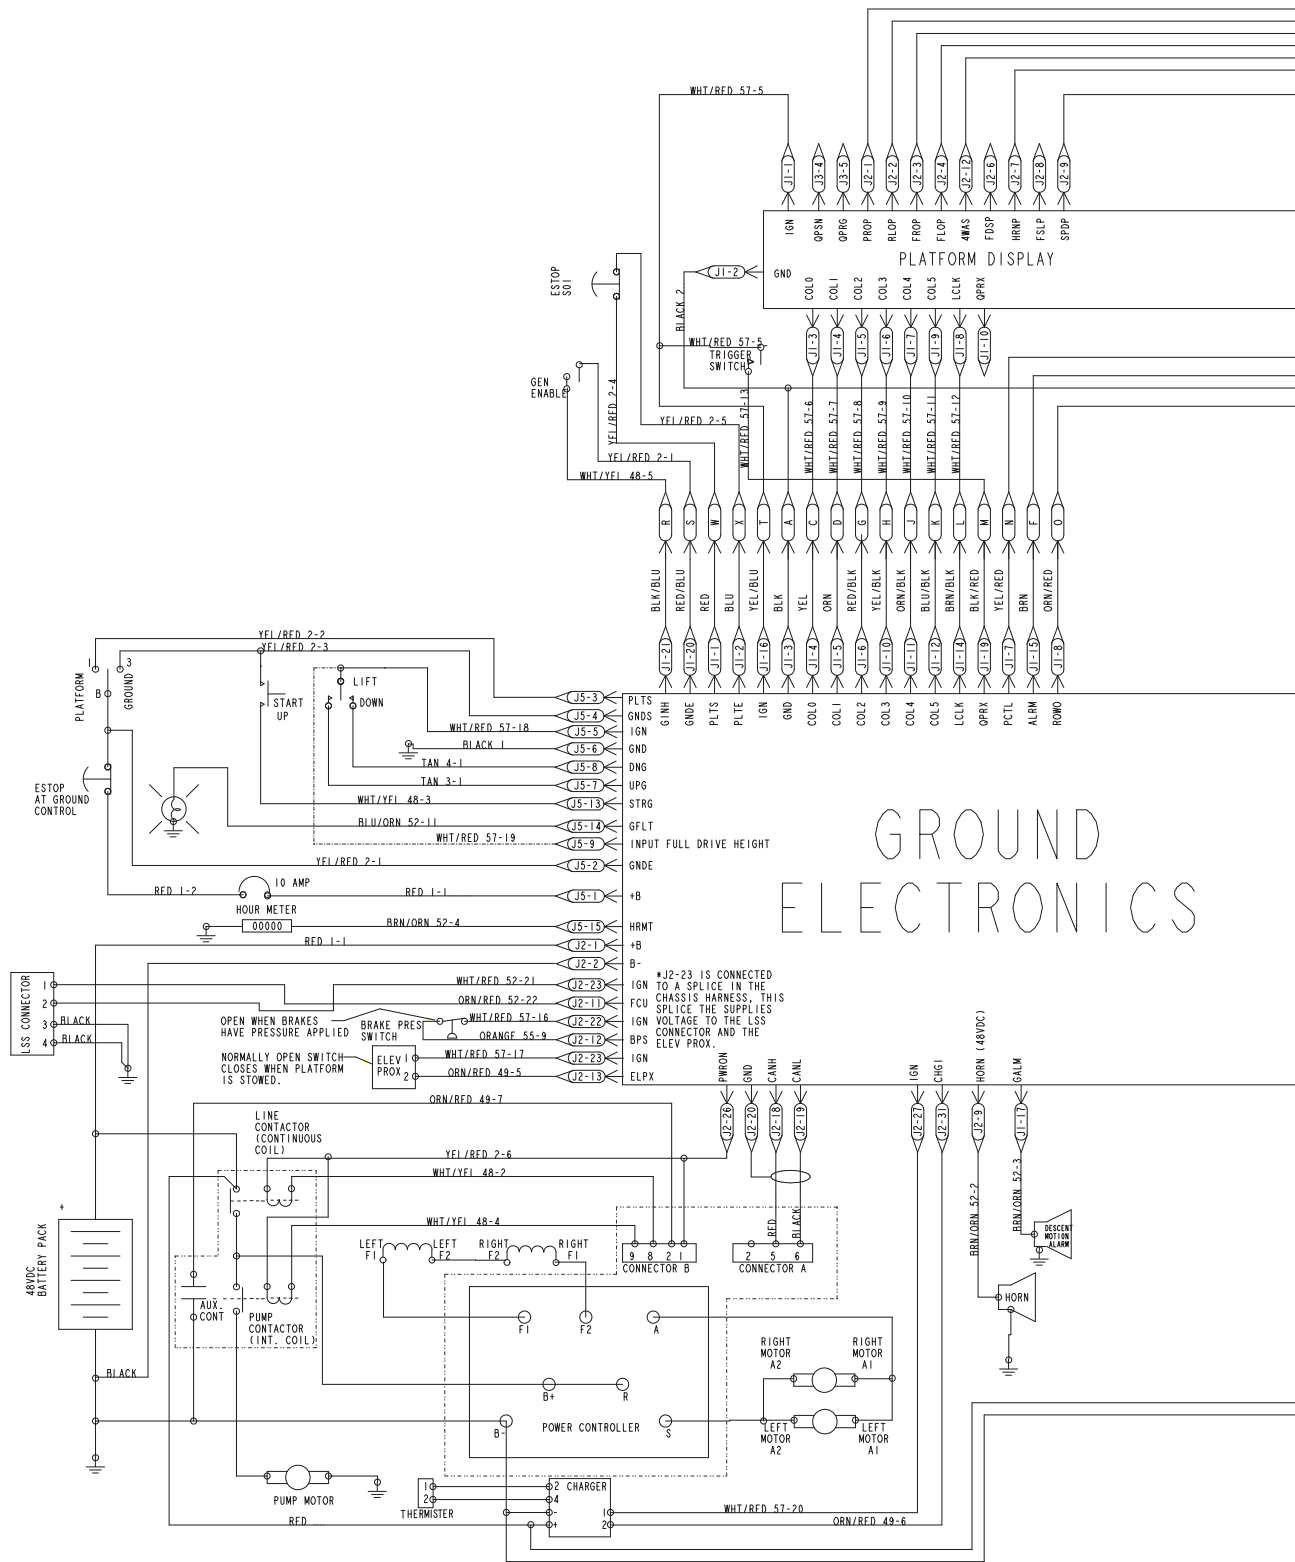 WHT/RED 57-5
J1-1
J3-4
J3-5
J2-1
J2-2
J2-3
J2-4
J2-12
J2-6
J2-7
J2-8
J2-9
IGN
QPSN
QPRG
PROP
RLOP
FROP
FLOP
4WAS
FDSP
HRNP
FSLP
SPDP
PLATFORM DISPLAY
J1-2
GND
COL0
COL1
COL2
COL3
COL4
COL5
LCLK
QPRX
ESTOP
S01
BLACK 2
J1-3
J1-4
J1-5
J1-6
J1-7
J1-9
J1-8
J1-10
WHT/RED 57-5
TRIGGER
SWITCH
GEN
ENABLE
YEL/RED 2-4
YEL/RED 2-5
WHT/RED 57-13
WHT/RED 57-6
WHT/RED 57-7
WHT/RED 57-8
WHT/RED 57-9
WHT/RED 57-10
WHT/RED 57-11
WHT/RED 57-12
YEL/RED 2-1
WHT/YEL 48-5
R
S
W
X
T
A
C
D
G
H
J
K
L
M
N
F
O
BLK/BLU
RED/BLU
RED
BLU
YEL/BLU
BLK
YEL
ORN
RED/BLK
YEL/BLK
ORN/BLK
BLU/BLK
BRN/BLK
BLK/RED
YEL/RED
BRN
ORN/RED
J1-21
J1-20
J1-1
J1-2
J1-16
J1-3
J1-4
J1-5
J1-6
J1-10
J1-11
J1-12
J1-14
J1-19
J1-7
J1-15
J1-8
GINH
GNDE
PLTS
PLTE
IGN
GND
COL0
COL1
COL2
COL3
COL4
COL5
LCLK
QPRX
PCTL
ALRM
ROWO
YEL/RED 2-2
YEL/RED 2-3
1
3
B
PLATFORM
GROUND
START
UP
LIFT
DOWN
J5-3
PLTS
J5-4
GNDS
WHT/RED 57-18
J5-5
IGN
BLACK 1
J5-6
GND
TAN 4-1
J5-8
DNG
TAN 3-1
J5-7
UPG
WHT/YEL 48-3
J5-13
STRG
BLU/ORN 52-11
J5-14
GFLT
WHT/RED 57-19
J5-9
INPUT FULL DRIVE HEIGHT
YEL/RED 2-1
J5-2
GNDE
ESTOP
AT GROUND
CONTROL
RED 1-2
10 AMP
RED 1-1
J5-1
+B
HOUR METER
00000
BRN/ORN 52-4
J5-15
HRMT
RED 1-1
J2-1
+B
J2-2
B-
GROUND
ELECTRONICS
LSS CONNECTOR
1
2
3
4
BLACK
BLACK
WHT/RED 52-21
J2-23
IGN
ORN/RED 52-22
J2-11
FCU
WHT/RED 57-16
J2-22
IGN
ORANGE 55-9
J2-12
BPS
WHT/RED 57-17
J2-23
IGN
ORN/RED 49-5
J2-13
ELPX
OPEN WHEN BRAKES
HAVE PRESSURE APPLIED
BRAKE PRES
SWITCH
NORMALLY OPEN SWITCH
CLOSES WHEN PLATFORM
IS STOWED.
ELEV 1
PROX 2
*J2-23 IS CONNECTED
TO A SPLICE IN THE
CHASSIS HARNESS, THIS
SPLICE THE SUPPLIES
VOLTAGE TO THE LSS
CONNECTOR AND THE
ELEV PROX.
PWRON
GND
CANH
CANL
IGN
CHGI
HORN (48VDC)
GALM
J2-26
J2-20
J2-18
J2-19
J2-27
J2-31
J2-9
J1-17
ORN/RED 49-7
LINE
CONTACTOR
(CONTINUOUS
COIL)
YEL/RED 2-6
WHT/YEL 48-2
WHT/YEL 48-4
RED
BLACK
BRN/ORN 52-2
BRN/ORN 52-3
DESCENT
MOTION
ALARM
HORN
+
48VDC
BATTERY PACK
LEFT
F1
LEFT
F2
RIGHT
F2
RIGHT
F1
9 8 2 1
CONNECTOR B
2 5 6
CONNECTOR A
AUX.
CONT
PUMP
CONTACTOR
(INT. COIL)
F1
F2
A
B+
R
B-
S
POWER CONTROLLER
RIGHT
MOTOR
A2
RIGHT
MOTOR
A1
LEFT
MOTOR
A2
LEFT
MOTOR
A1
BLACK
PUMP MOTOR
THERMISTER
1
2
CHARGER
2
4
-
+
1
2
WHT/RED 57-20
ORN/RED 49-6
RED